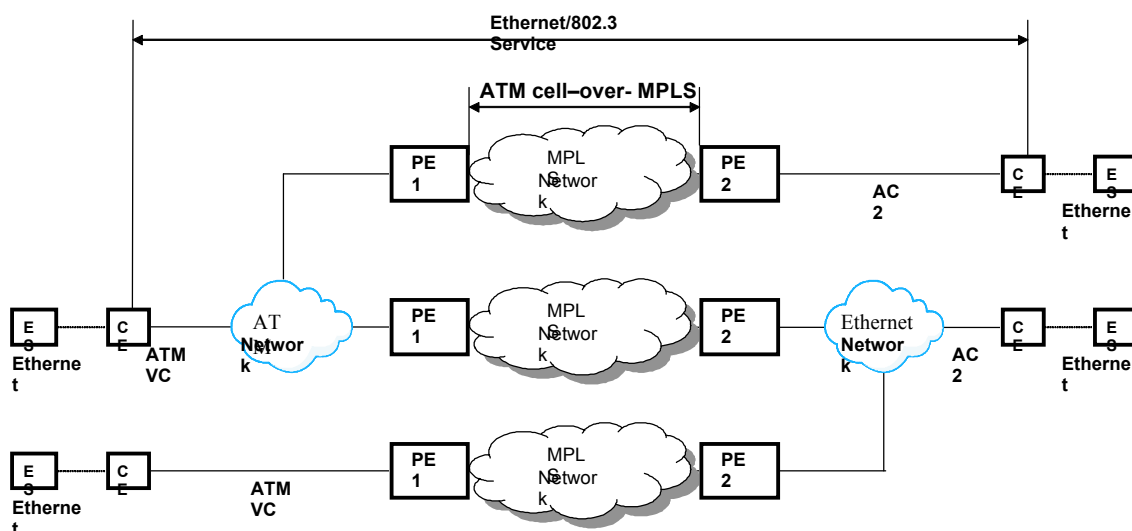 Ethernet/802.3
Service
ATM cell–over- MPLS
PE
1
MPL
S
Networ
k
PE
2
AC
2
C
E
E
S
Etherne
t
E
S
Etherne
t
C
E
ATM
VC
AT
M
Networ
k
PE
1
MPL
S
Networ
k
PE
2
Ethernet
Networ
k
AC
2
C
E
E
S
Etherne
t
E
S
Etherne
t
C
E
ATM
VC
PE
1
MPL
S
Networ
k
PE
2